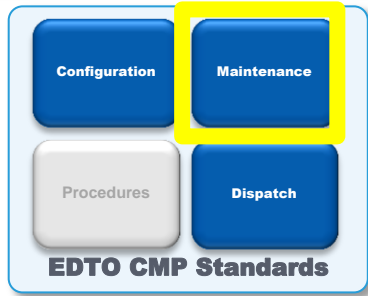 Configuration
Maintenance
Procedures
Dispatch
EDTO CMP Standards